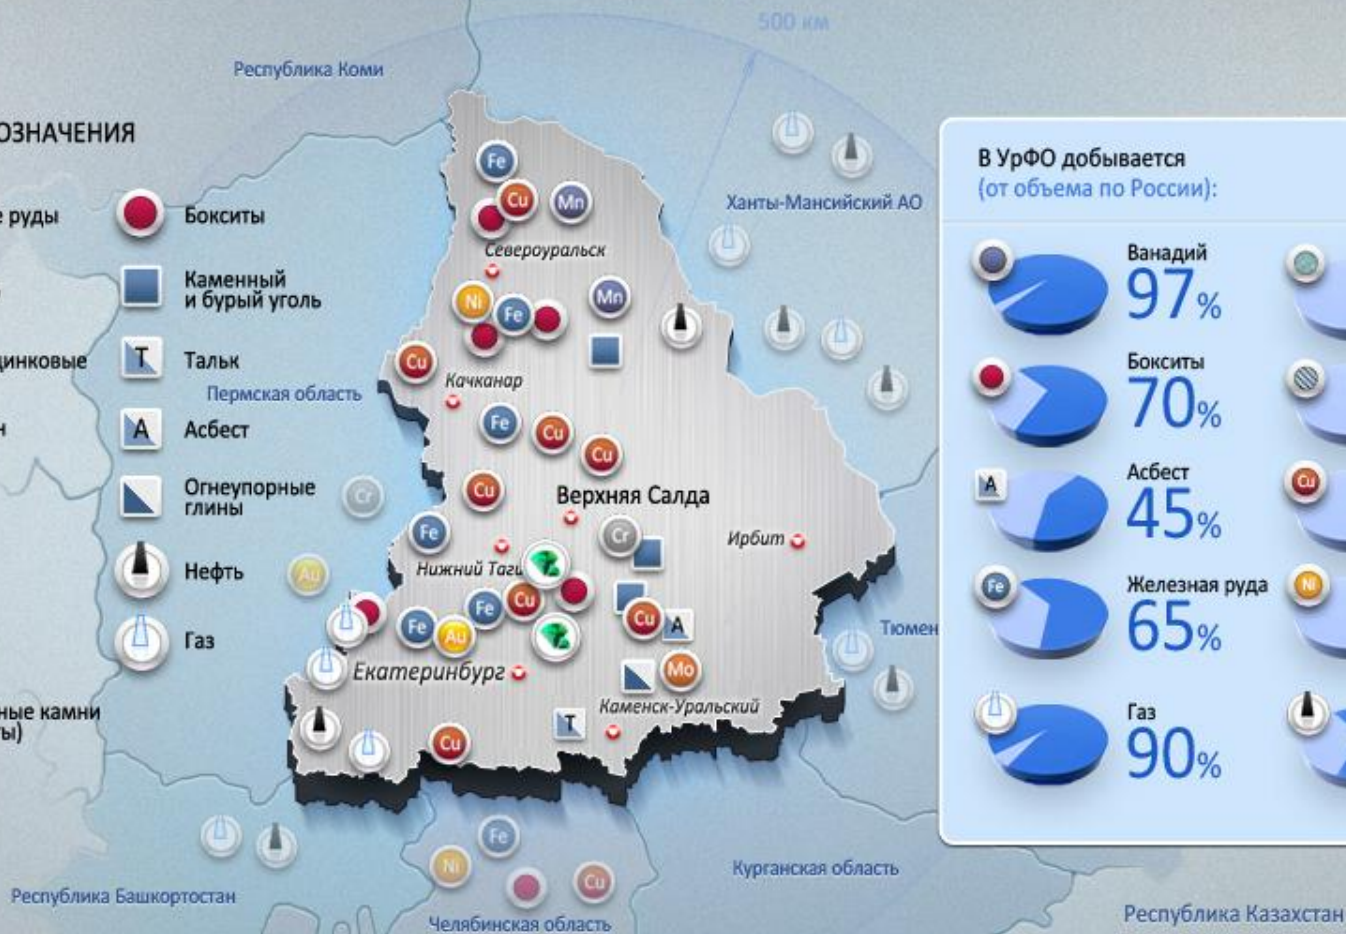 500 км
Республика Коми
ОЗНАЧЕНИЯ
е руды
Бокситы
Каменный
и бурый уголь
цинковые
Тальк
Пермская область
н
Асбест
Огнеупорные
глины
Нефть
Газ
ные камни
ты)
T
A
Ханты-Мансийский АО
Fe
Cu
Mn
Североуральск
Ni
Fe
Mn
Cu
Качканар
Fe
Cu
Cu
Cu
Верхняя Салда
Cr
Fe
Cr
Ирбит
Нижний Таги
Au
Fe
Cu
Fe
Au
Cu
A
Тюмен
Екатеринбург
Mo
Каменск-Уральский
T
Cu
Fe
Ni
Cu
Республика Башкортостан
Челябинская область
Курганская область
Республика Казахстан
В УрФО добывается
(от объема по России):
Ванадий
97%
Бокситы
70%
A
Асбест
45%
Cu
Fe
Железная руда
65%
Ni
Газ
90%